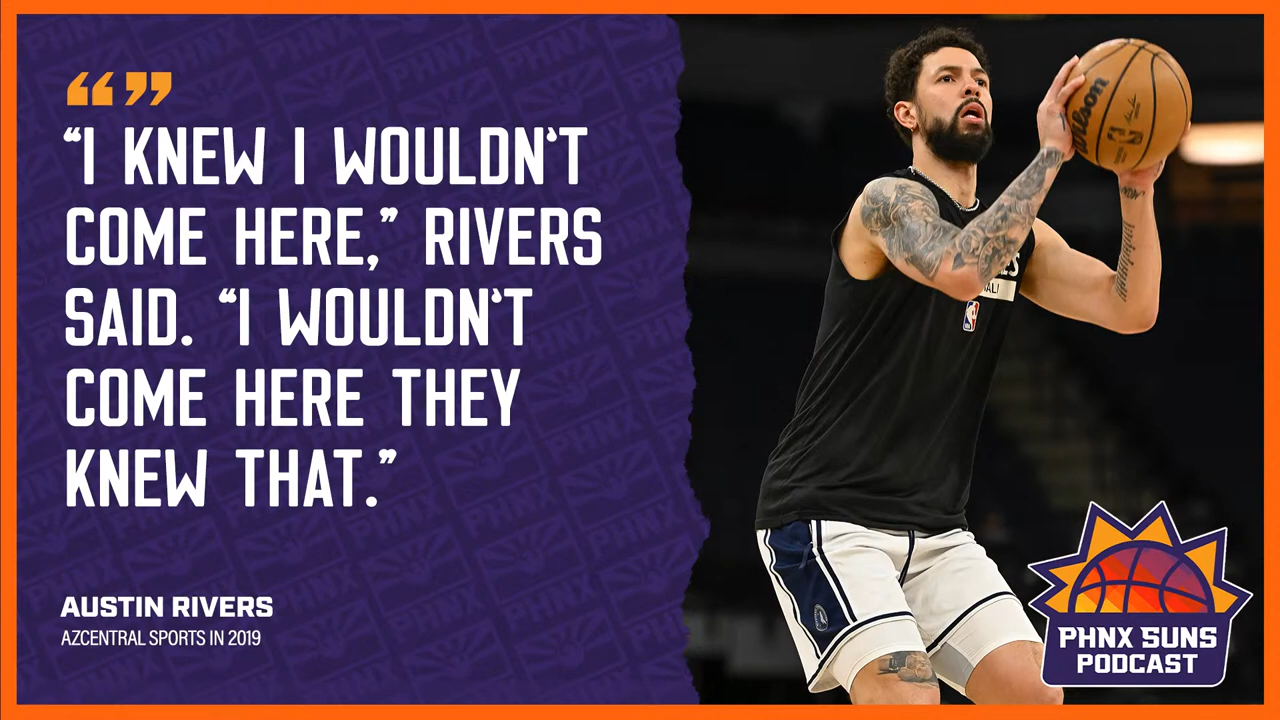 “I KNEW I WOULDN'T
COME HERE,” RIVERS
SAID. “I WOULDN'T
COME HERE THEY
KNEW THAT.”
AUSTIN RIVERS
AZCENTRAL SPORTS IN 2019
Wilson
PHNX SUNS
PODCAST